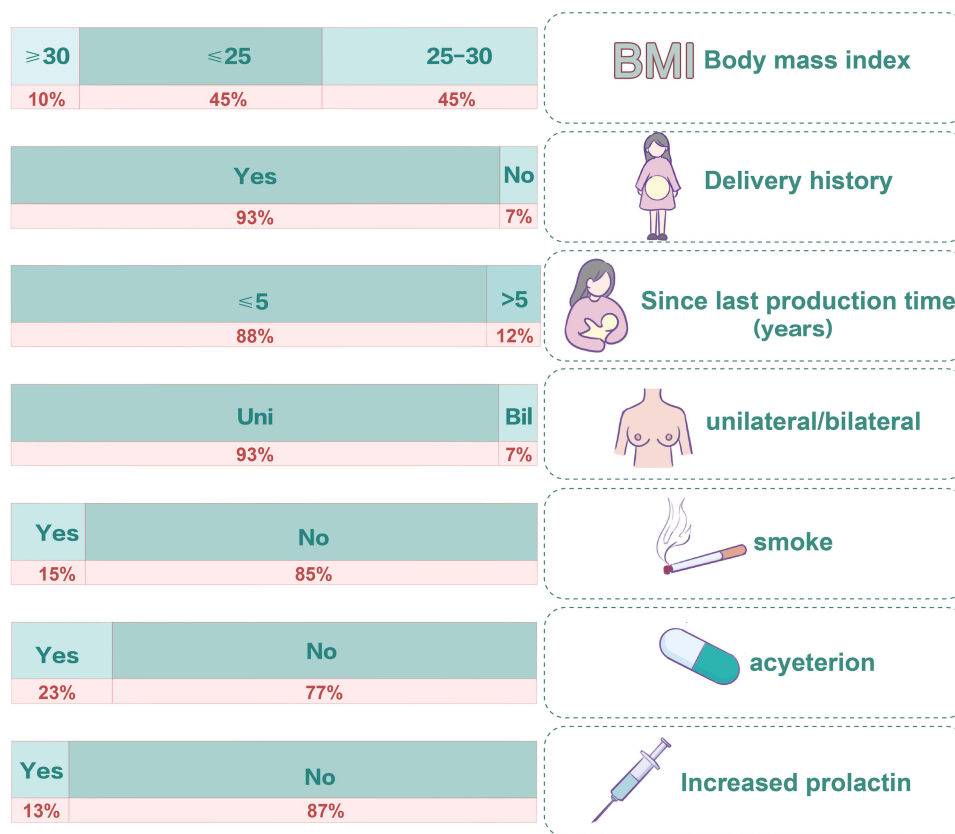 ≥30 ≤25 25-30
10% 45% 45%
BMI Body mass index
Yes No
93% 7%
Delivery history
≤5 >5
88% 12%
Since last production time
(years)
Uni Bil
93% 7%
unilateral/bilateral
Yes No
15% 85%
smoke
Yes No
23% 77%
acyeterion
Yes No
13% 87%
Increased prolactin